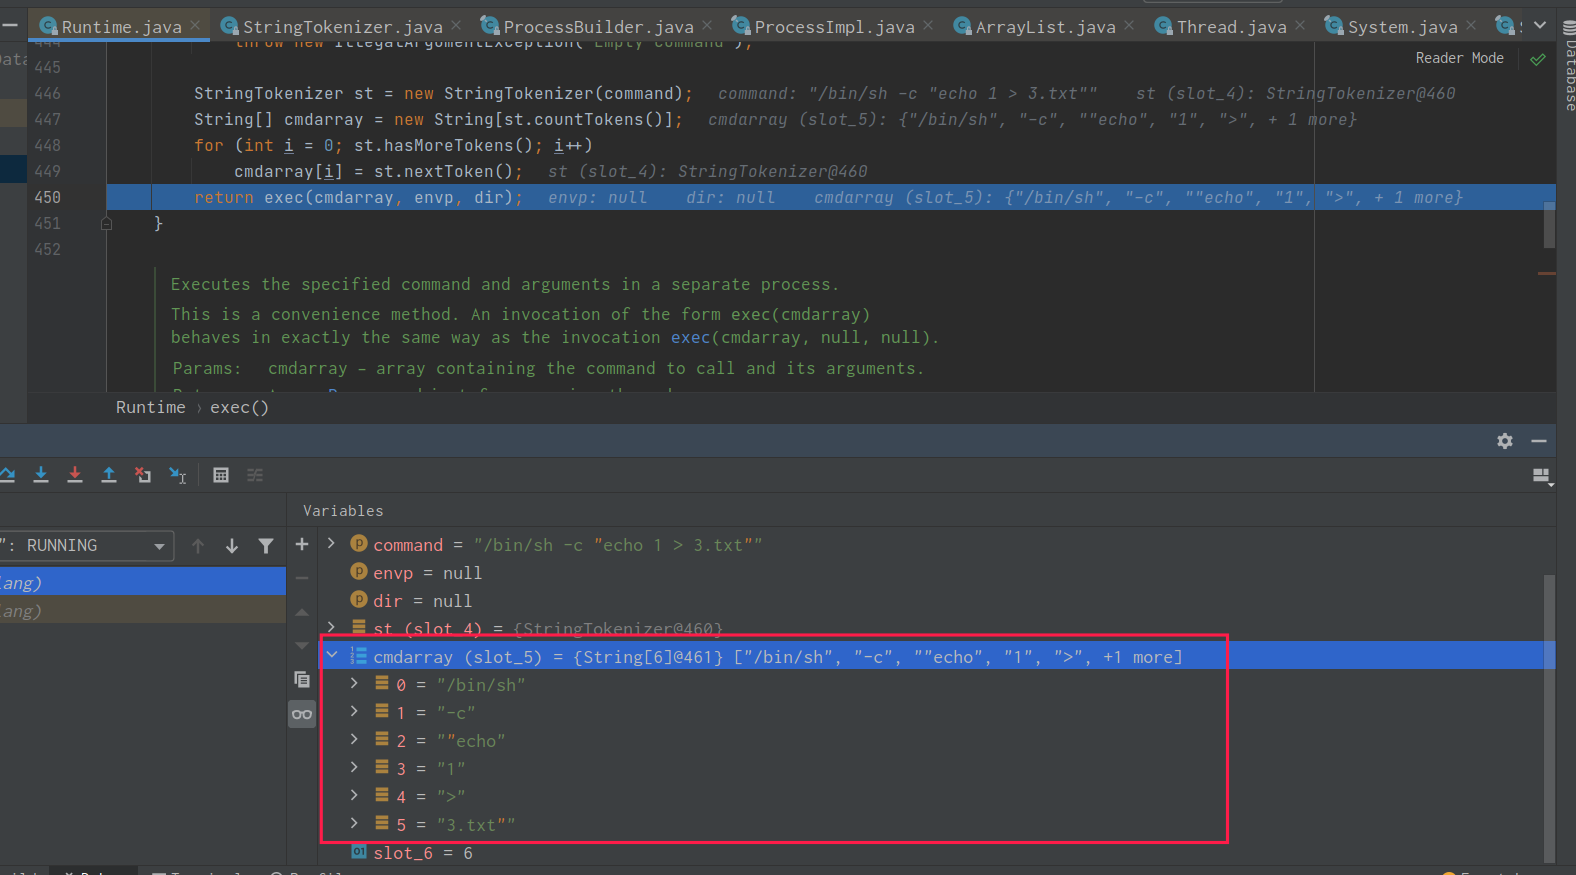 Runtime.java StringTokenizer.java ProcessBuilder.java ProcessImpl.java ArrayList.java Thread.java System.java
444 throw new IllegalArgumentException("Empty command");
445
446 StringTokenizer st = new StringTokenizer(command); command: "/bin/sh -c "echo 1 > 3.txt"" st (slot_4): StringTokenizer@460
447 String[] cmdarray = new String[st.countTokens()]; cmdarray (slot_5): {"/bin/sh", "-c", ""echo", "1", ">", + 1 more}
448 for (int i = 0; st.hasMoreTokens(); i++)
449 cmdarray[i] = st.nextToken(); st (slot_4): StringTokenizer@460
450 return exec(cmdarray, envp, dir); envp: null dir: null cmdarray (slot_5): {"/bin/sh", "-c", ""echo", "1", ">", + 1 more}
451 }
452
Reader Mode
Database
Executes the specified command and arguments in a separate process.
This is a convenience method. An invocation of the form exec(cmdarray)
behaves in exactly the same way as the invocation exec(cmdarray, null, null).
Params: cmdarray – array containing the command to call and its arguments.
Runtime › exec()
Variables
": RUNNING
lang)
lang)
command = "/bin/sh -c "echo 1 > 3.txt""
envp = null
dir = null
st (slot_4) = {StringTokenizer@460}
cmdarray (slot_5) = {String[6]@461} ["/bin/sh", "-c", ""echo", "1", ">", +1 more]
0 = "/bin/sh"
1 = "-c"
2 = ""echo"
3 = "1"
4 = ">"
5 = "3.txt""
slot_6 = 6